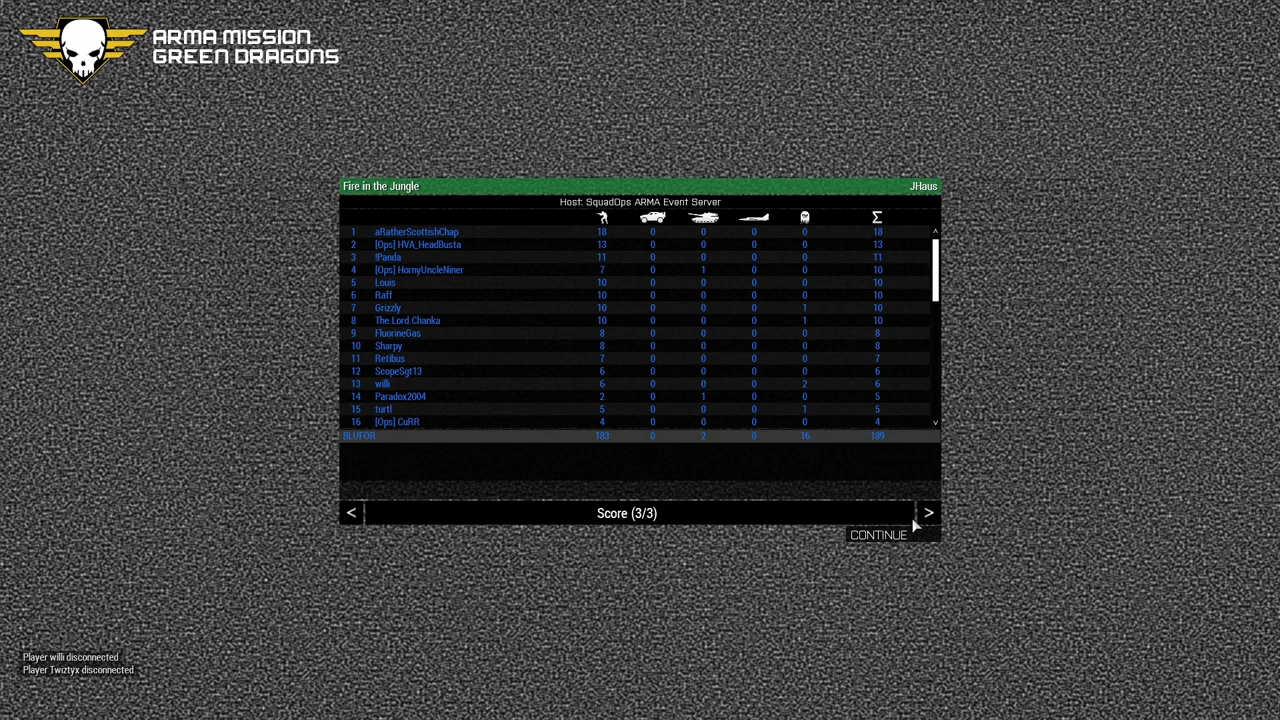 ARMA MISSION
GREEN DRAGONS
Fire in the Jungle JHaus
Host: SquadOps ARMA Event Server
Σ
1 aRatherScottishChap 18 0 0 0 0 18
2 [Ops] HVA_HeadBusta 13 0 0 0 0 13
3 !Panda 11 0 0 0 0 11
4 [Ops] HornyUncleNiner 7 0 1 0 0 10
5 Louis 10 0 0 0 0 10
6 Raff 10 0 0 0 0 10
7 Grizzly 10 0 0 0 1 10
8 The.Lord.Chanka 10 0 0 0 1 10
9 FluorineGas 8 0 0 0 0 8
10 Sharpy 8 0 0 0 0 8
11 Retibus 7 0 0 0 0 7
12 ScopeSgt13 6 0 0 0 0 6
13 willi 6 0 0 0 2 6
14 Paradox2004 2 0 1 0 0 5
15 turtl 5 0 0 0 1 5
16 [Ops] CuRR 4 0 0 0 0 4
BLUFOR 183 0 2 0 16 189
< Score (3/3) >
CONTINUE
Player willi disconnected
Player Twiztyx disconnected